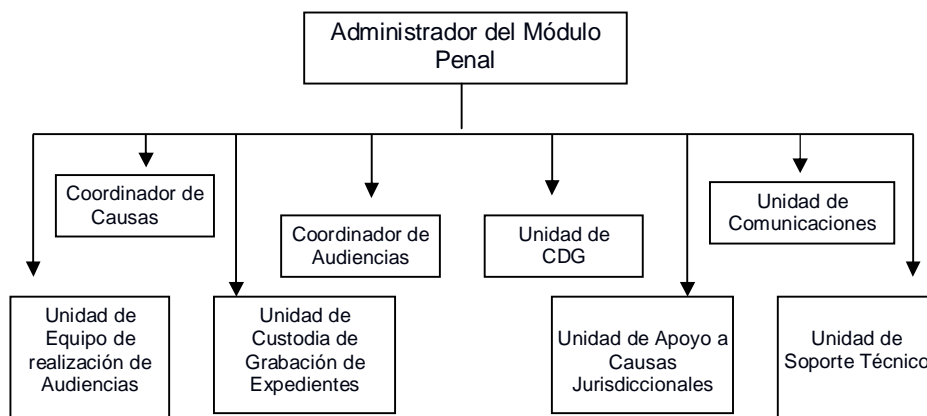 Administrador del Módulo
Penal
Coordinador de
Causas
Coordinador de
Audiencias
Unidad de
CDG
Unidad de
Comunicaciones
Unidad de
Equipo de
realización de
Audiencias
Unidad de
Custodia de
Grabación de
Expedientes
Unidad de Apoyo a
Causas
Jurisdiccionales
Unidad de
Soporte Técnico